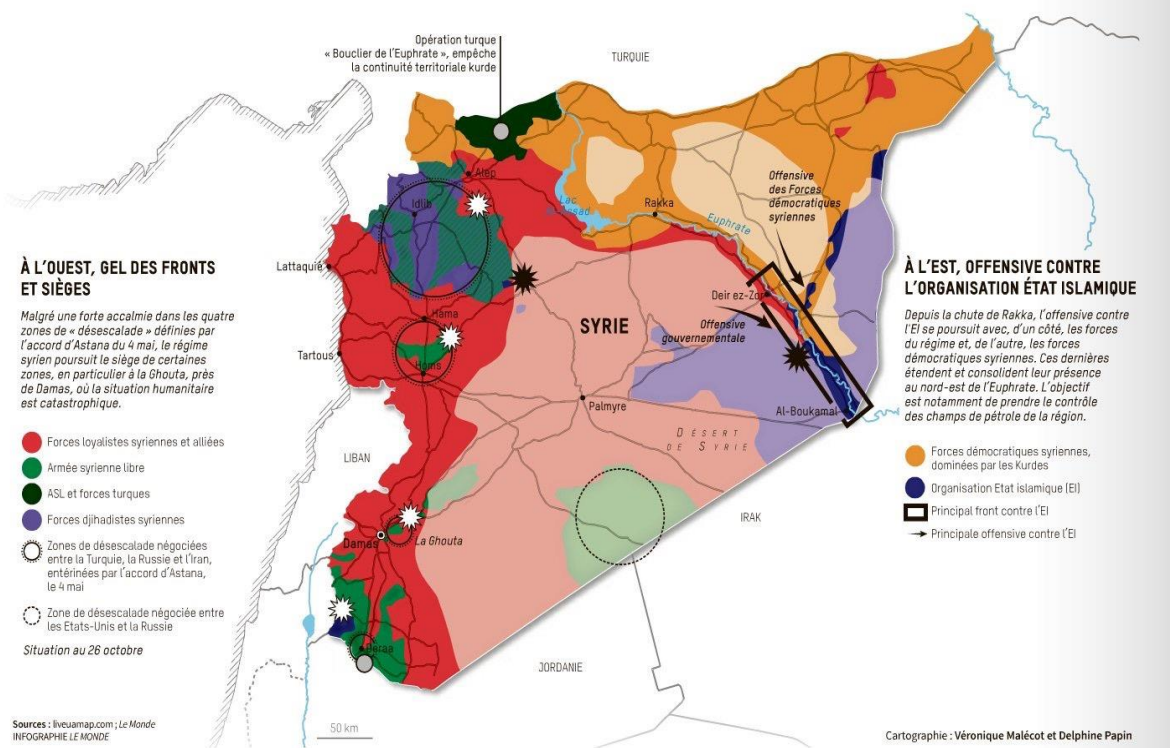 Opération turque
« Bouclier de l'Euphrate », empêche
la continuité territoriale kurde
TURQUIE
Alep
Idlib
Lac
Assad
Rakka
Euphrate
Offensive
des Forces
démocratiques
syriennes
Lattaquié
Hama
Tartous
Homs
SYRIE
Deir ez-Zor
Offensive
gouvernementale
Palmyre
Al-Boukamal
DÉSERT
DE SYRIE
LIBAN
IRAK
Damas
La Ghouta
Deraa
JORDANIE
À L'OUEST, GEL DES FRONTS
ET SIÈGES
Malgré une forte accalmie dans les quatre
zones de « désescalade » définies par
l'accord d'Astana du 4 mai, le régime
syrien poursuit le siège de certaines
zones, en particulier à la Ghouta, près
de Damas, où la situation humanitaire
est catastrophique.
Forces loyalistes syriennes et alliées
Armée syrienne libre
ASL et forces turques
Forces djihadistes syriennes
Zones de désescalade négociées
entre la Turquie, la Russie et l'Iran,
entérinées par l'accord d'Astana,
le 4 mai
Zone de désescalade négociée entre
les Etats-Unis et la Russie
Situation au 26 octobre
À L'EST, OFFENSIVE CONTRE
L'ORGANISATION ÉTAT ISLAMIQUE
Depuis la chute de Rakka, l'offensive contre
l'EI se poursuit avec, d'un côté, les forces
du régime et, de l'autre, les forces
démocratiques syriennes. Ces dernières
étendent et consolident leur présence
au nord-est de l'Euphrate. L'objectif
est notamment de prendre le contrôle
des champs de pétrole de la région.
Forces démocratiques syriennes,
dominées par les Kurdes
Organisation Etat islamique (EI)
Principal front contre l'EI
Principale offensive contre l'EI
Sources : liveuamap.com ; Le Monde
INFOGRAPHIE LE MONDE
50 km
Cartographie : Véronique Malécot et Delphine Papin